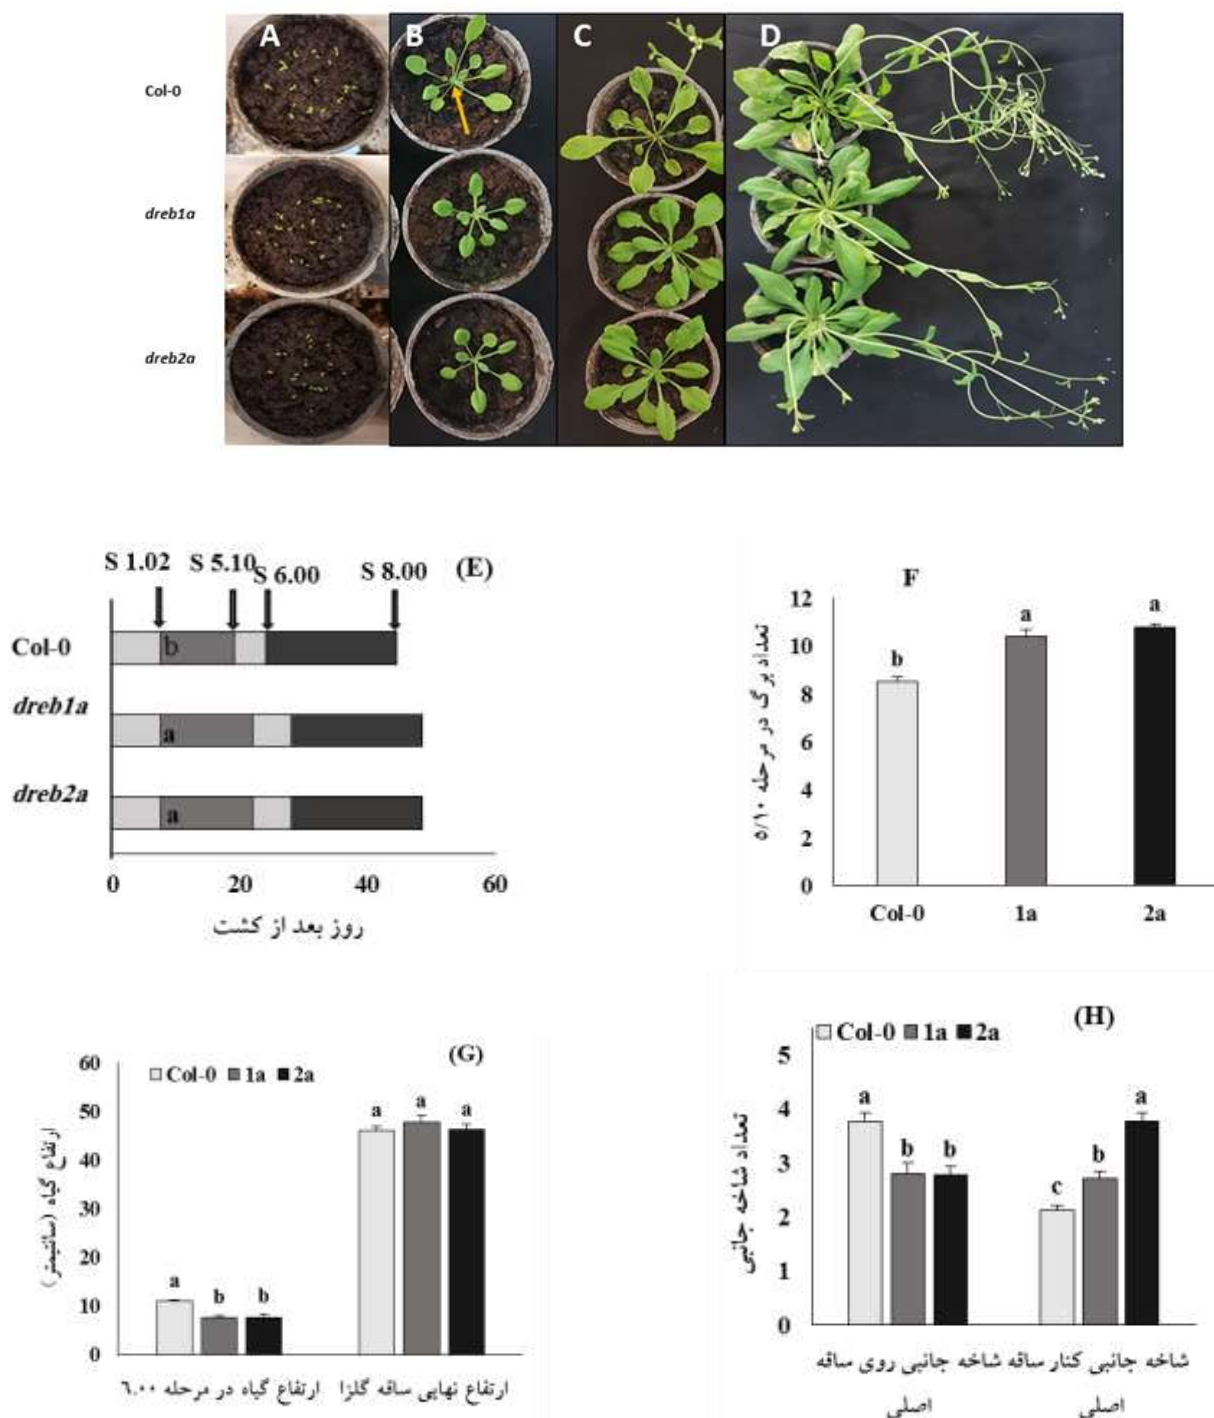 A B C D
Col-0
dreb1a
dreb2a
S 1.02 S 5.10 S 6.00 S 8.00 (E)
Col-0 b
dreb1a a
dreb2a a
0 20 40 60
روز بعد از کشت
F
تعداد برگ در مرحله ۵/۱۰
12
10
8
6
4
2
0
b a a
Col-0 1a 2a
(G)
Col-0 1a 2a
ارتفاع گیاه (سانتیمتر)
60
50
40
30
20
10
0
a b b a a a
ارتفاع گیاه در مرحله ٦.٠٠
ارتفاع نهایی ساقه گلزا
(H)
Col-0 1a 2a
تعداد شاخه جانبی
5
4
3
2
1
0
a b b c b a
شاخه جانبی روی ساقه
اصلی
شاخه جانبی کنار ساقه
اصلی